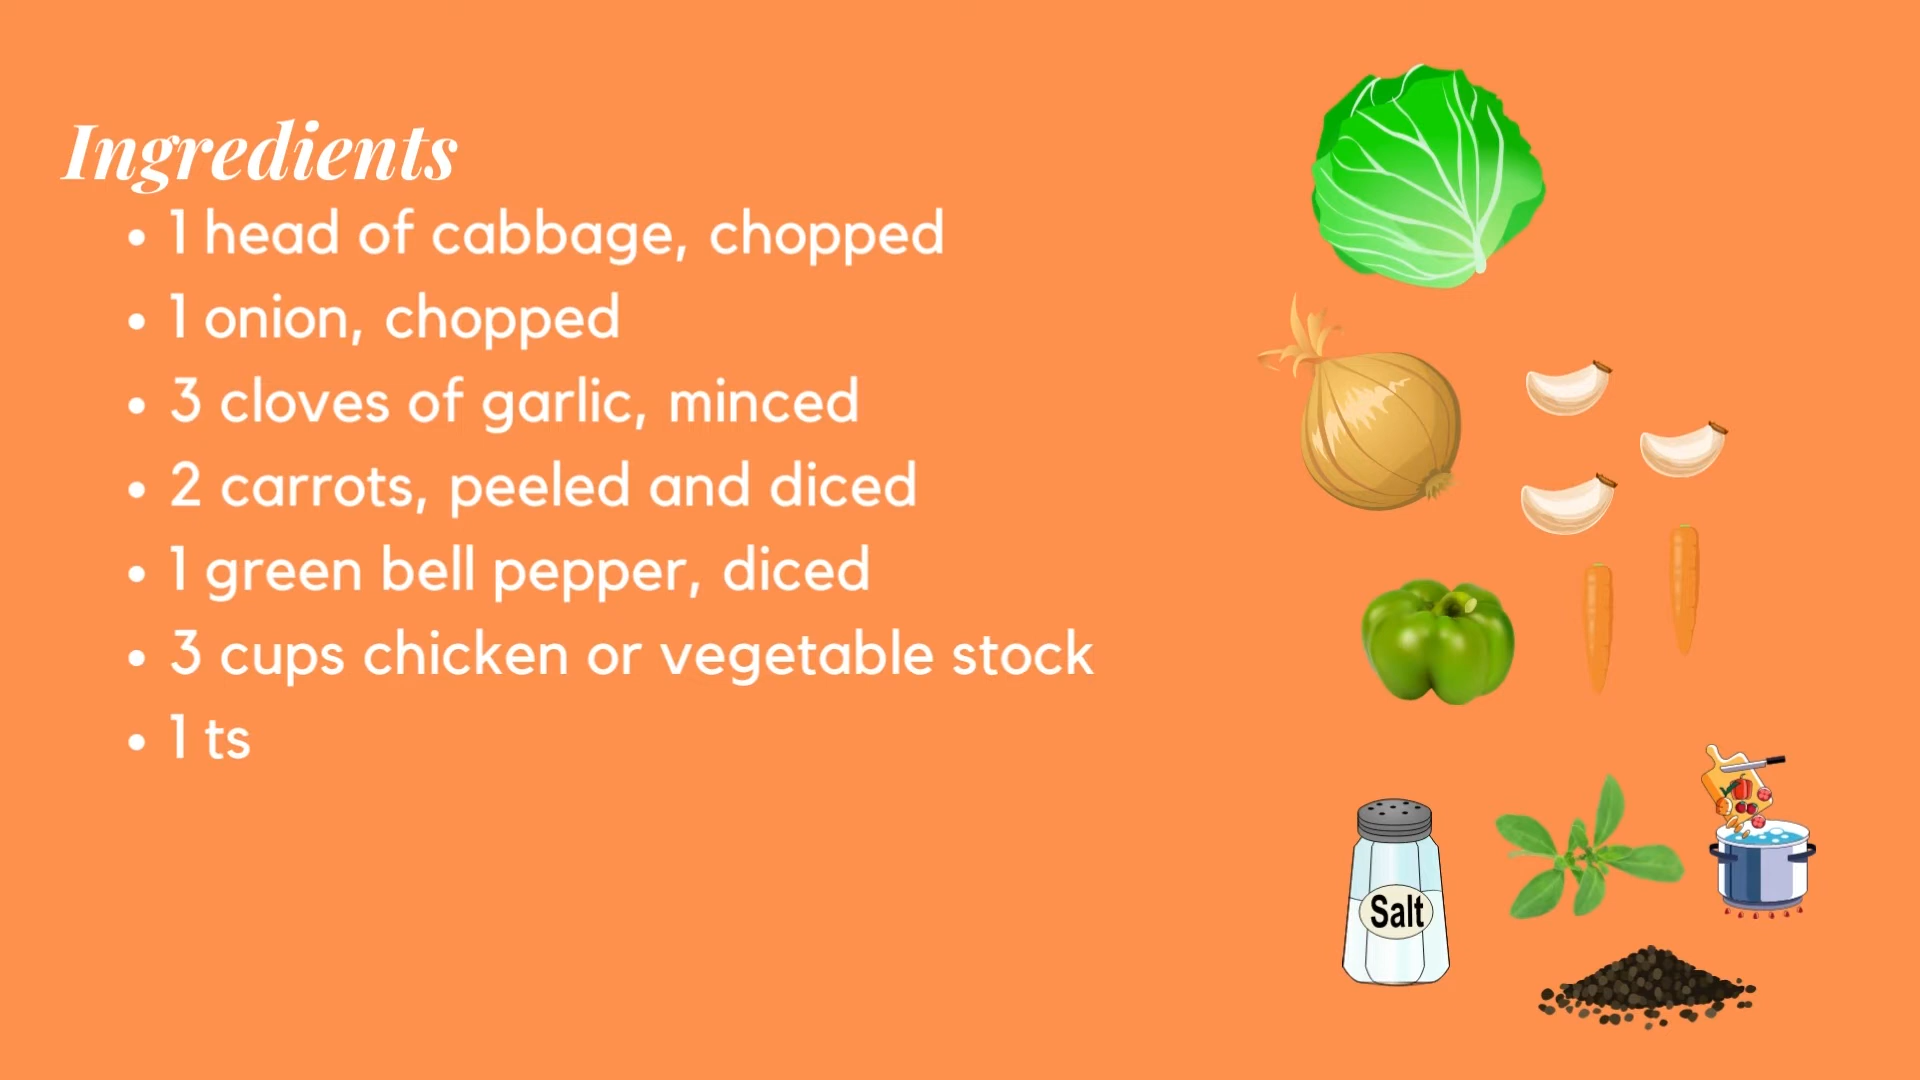 Ingredients
• 1 head of cabbage, chopped
• 1 onion, chopped
• 3 cloves of garlic, minced
• 2 carrots, peeled and diced
• 1 green bell pepper, diced
• 3 cups chicken or vegetable stock
• 1 ts
Salt